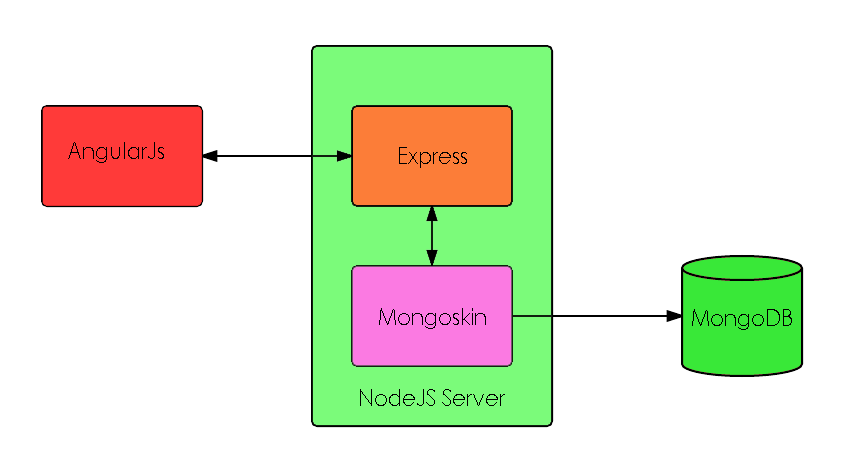 AngularJs
Express
Mongoskin
MongoDB
NodeJS Server